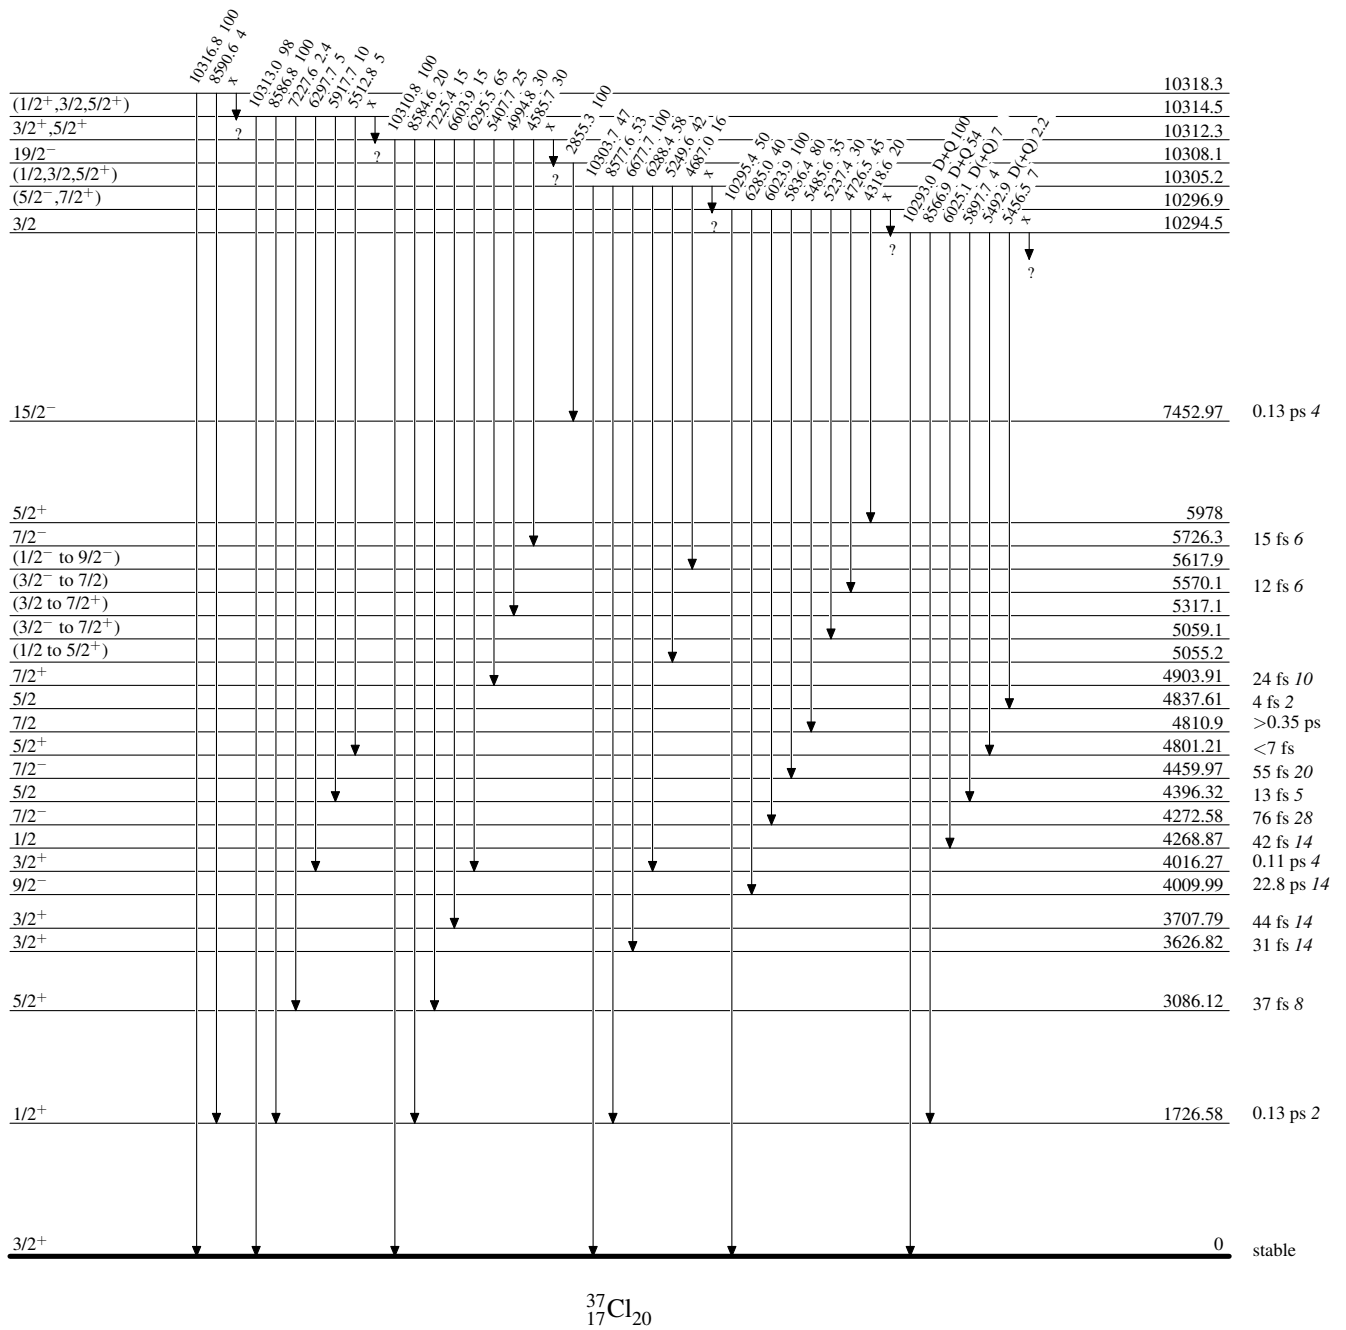 10316.8 100
8590.6 4
x
10313.0 98
8586.8 100
7227.6 2.4
6297.7 5
5917.7 10
5512.8 5
x
10310.8 100
8584.6 20
7225.4 15
6603.9 15
6295.5 65
5407.7 25
4994.8 30
4585.7 30
x
2855.3 100
10303.7 47
8577.6 53
6677.7 100
6288.4 58
5249.6 42
4687.0 16
x
10295.4 50
6285.0 40
6023.9 100
5836.4 80
5485.6 35
5237.4 30
4726.5 45
4318.6 20
x
10293.0 D+Q 100
8566.9 D+Q 54
6025.1 D(+Q) 7
5897.7 4
5492.9 D(+Q) 2.2
5456.5 7
x
10318.3
(1/2⁺,3/2,5/2⁺) 10314.5
?
3/2⁺,5/2⁺ 10312.3
?
19/2⁻ 10308.1
?
(1/2,3/2,5/2⁺) 10305.2
(5/2⁻,7/2⁺) 10296.9
?
3/2 10294.5
?
?
15/2⁻ 7452.97 0.13 ps 4
5/2⁺ 5978
7/2⁻ 5726.3 15 fs 6
(1/2⁻ to 9/2⁻) 5617.9
(3/2⁻ to 7/2) 5570.1 12 fs 6
(3/2 to 7/2⁺) 5317.1
(3/2⁻ to 7/2⁺) 5059.1
(1/2 to 5/2⁺) 5055.2
7/2⁺ 4903.91 24 fs 10
5/2 4837.61 4 fs 2
7/2 4810.9 >0.35 ps
5/2⁺ 4801.21 <7 fs
7/2⁻ 4459.97 55 fs 20
5/2 4396.32 13 fs 5
7/2⁻ 4272.58 76 fs 28
1/2 4268.87 42 fs 14
3/2⁺ 4016.27 0.11 ps 4
9/2⁻ 4009.99 22.8 ps 14
3/2⁺ 3707.79 44 fs 14
3/2⁺ 3626.82 31 fs 14
5/2⁺ 3086.12 37 fs 8
1/2⁺ 1726.58 0.13 ps 2
3/2⁺ 0 stable
³⁷₁₇Cl₂₀